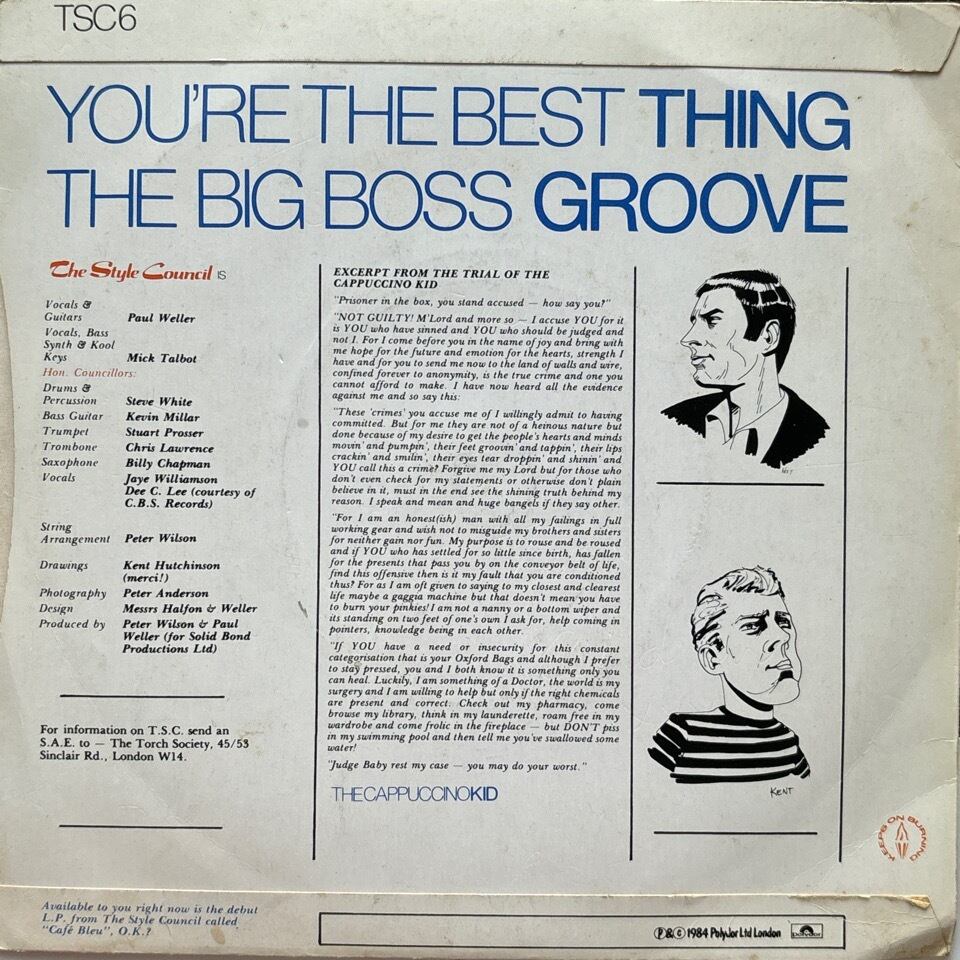 TSC6
YOU'RE THE BEST THING
THE BIG BOSS GROOVE
The Style Council IS
Vocals &
Guitars Paul Weller
Vocals, Bass
Synth & Kool
Keys Mick Talbot
Hon. Councillors:
Drums &
Percussion Steve White
Bass Guitar Kevin Millar
Trumpet Stuart Prosser
Trombone Chris Lawrence
Saxophone Billy Chapman
Vocals Jaye Williamson
Dee C. Lee (courtesy of
C.B.S. Records)
String
Arrangement Peter Wilson
Drawings Kent Hutchinson
(merci!)
Photography Peter Anderson
Design Messrs Halfon & Weller
Produced by Peter Wilson & Paul
Weller (for Solid Bond
Productions Ltd)
For information on T.S.C. send an
S.A.E. to — The Torch Society, 45/53
Sinclair Rd., London W14.
EXCERPT FROM THE TRIAL OF THE
CAPPUCCINO KID
"Prisoner in the box, you stand accused — how say you?"
"NOT GUILTY! M'Lord and more so — I accuse YOU for it
is YOU who have sinned and YOU who should be judged and
not I. For I come before you in the name of joy and bring with
me hope for the future and emotion for the hearts, strength I
have and for you to send me now to the land of walls and wire,
confined forever to anonymity, is the true crime and one you
cannot afford to make. I have now heard all the evidence
against me and so say this:
"These 'crimes' you accuse me of I willingly admit to having
committed. But for me they are not of a heinous nature but
done because of my desire to get the people's hearts and minds
movin' and pumpin', their feet groovin' and tappin', their lips
crackin' and smilin', their eyes tear droppin' and shinin' and
YOU call this a crime? Forgive me my Lord but for those who
don't even check for my statements or otherwise don't plain
believe in it, must in the end see the shining truth behind my
reason. I speak and mean and huge bangels if they say other.
"For I am an honest(ish) man with all my failings in full
working gear and wish not to misguide my brothers and sisters
for neither gain nor fun. My purpose is to rouse and be roused
and if YOU who has settled for so little since birth, has fallen
for the presents that pass you by on the conveyor belt of life,
find this offensive then is it my fault that you are conditioned
thus? For as I am oft given to saying to my closest and clearest
life maybe a gaggia machine but that doesn't mean you have
to burn your pinkies! I am not a nanny or a bottom wiper and
its standing on two feet of one's own I ask for, help coming in
pointers, knowledge being in each other.
"If YOU have a need or insecurity for this constant
categorisation that is your Oxford Bags and although I prefer
to stay pressed, you and I both know it is something only you
can heal. Luckily, I am something of a Doctor, the world is my
surgery and I am willing to help but only if the right chemicals
are present and correct. Check out my pharmacy, come
browse my library, think in my launderette, roam free in my
wardrobe and come frolic in the fireplace — but DON'T piss
in my swimming pool and then tell me you've swallowed some
water!
"Judge Baby rest my case — you may do your worst."
THECAPPUCCINOKID
KENT
KEEPS ON BURNING
Available to you right now is the debut
L.P. from The Style Council called
"Café Bleu", O.K.?
℗&© 1984 PolyJor Ltd London
polydor